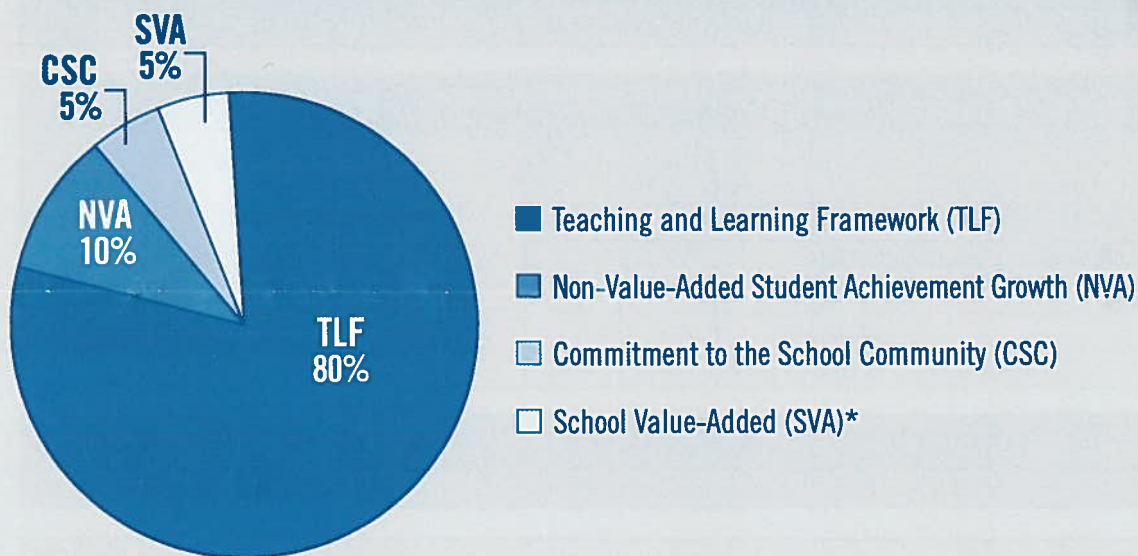 SVA
5%
CSC
5%
NVA
10%
TLF
80%
Teaching and Learning Framework (TLF)
Non-Value-Added Student Achievement Growth (NVA)
Commitment to the School Community (CSC)
School Value-Added (SVA)*